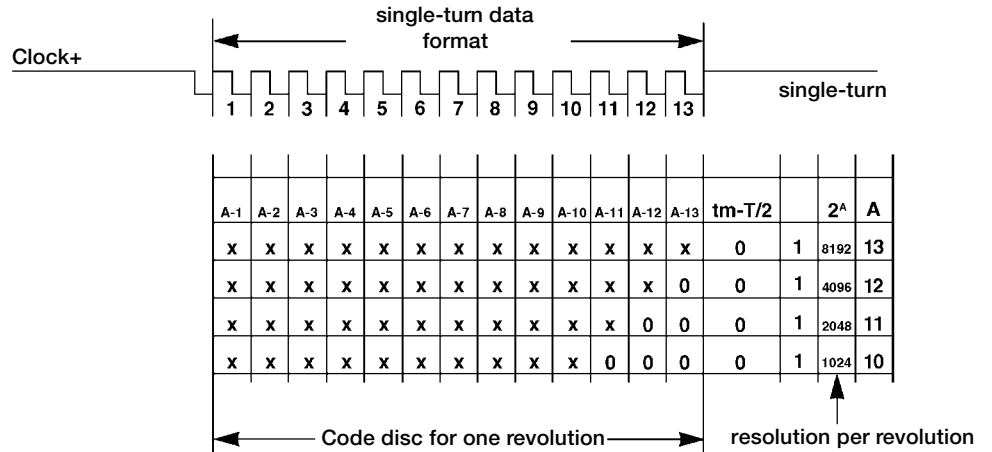 single-turn data
format
Clock+
single-turn
1 2 3 4 5 6 7 8 9 10 11 12 13
A-1 A-2 A-3 A-4 A-5 A-6 A-7 A-8 A-9 A-10 A-11 A-12 A-13 tm-T/2 2ᴬ A
x x x x x x x x x x x x x 0 1 8192 13
x x x x x x x x x x x x 0 0 1 4096 12
x x x x x x x x x x x 0 0 0 1 2048 11
x x x x x x x x x x 0 0 0 0 1 1024 10
Code disc for one revolution
resolution per revolution